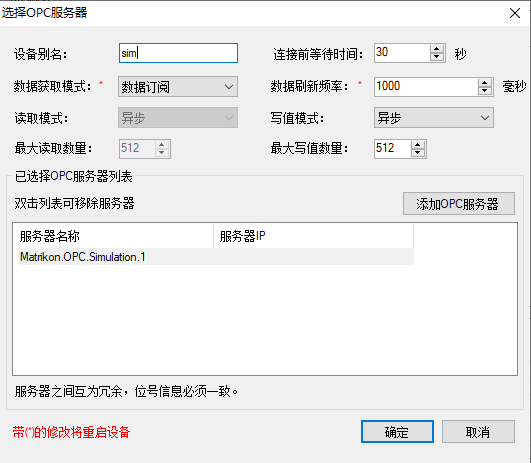 选择OPC服务器
设备别名： sim 连接前等待时间： 30 秒
数据获取模式：* 数据订阅 数据刷新频率：* 1000 毫秒
读取模式： 异步 写值模式： 异步
最大读取数量： 512 最大写值数量： 512
已选择OPC服务器列表
双击列表可移除服务器 添加OPC服务器
服务器名称 服务器IP
Matrikon.OPC.Simulation.1
服务器之间互为冗余，位号信息必须一致。
带(*)的修改将重启设备 确定 取消